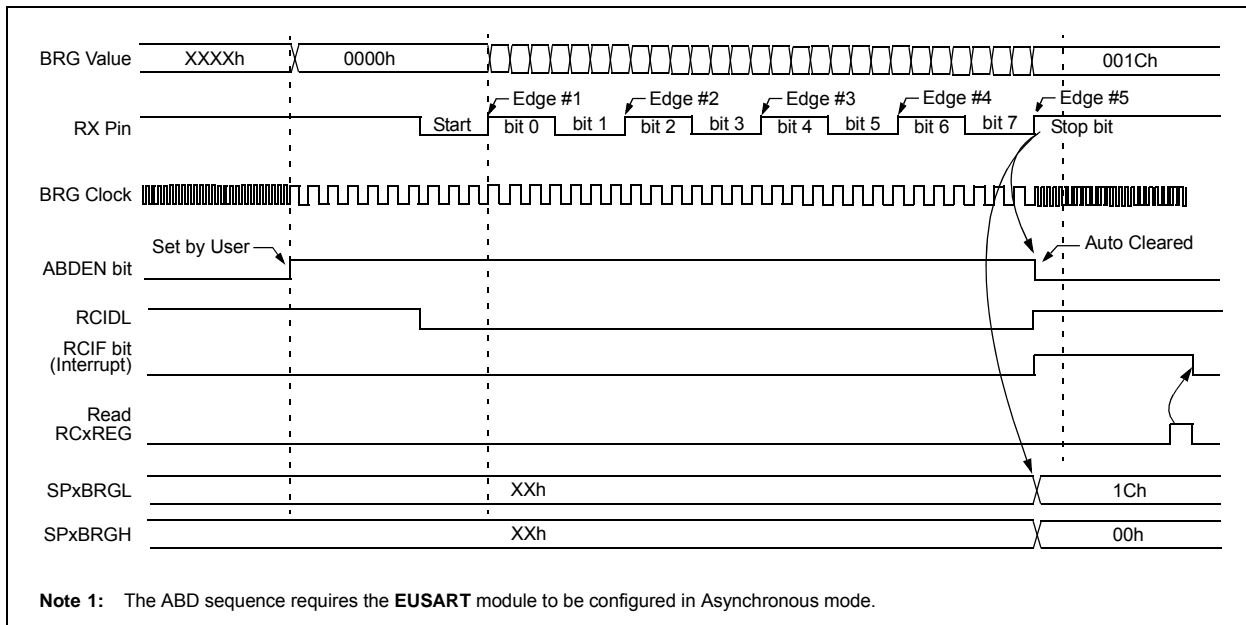 BRG Value XXXXh 0000h 001Ch
Edge #1 Edge #2 Edge #3 Edge #4 Edge #5
RX Pin Start bit 0 bit 1 bit 2 bit 3 bit 4 bit 5 bit 6 bit 7 Stop bit
BRG Clock
Set by User Auto Cleared
ABDEN bit
RCIDL
RCIF bit
(Interrupt)
Read
RCxREG
SPxBRGL XXh 1Ch
SPxBRGH XXh 00h
Note 1: The ABD sequence requires the EUSART module to be configured in Asynchronous mode.